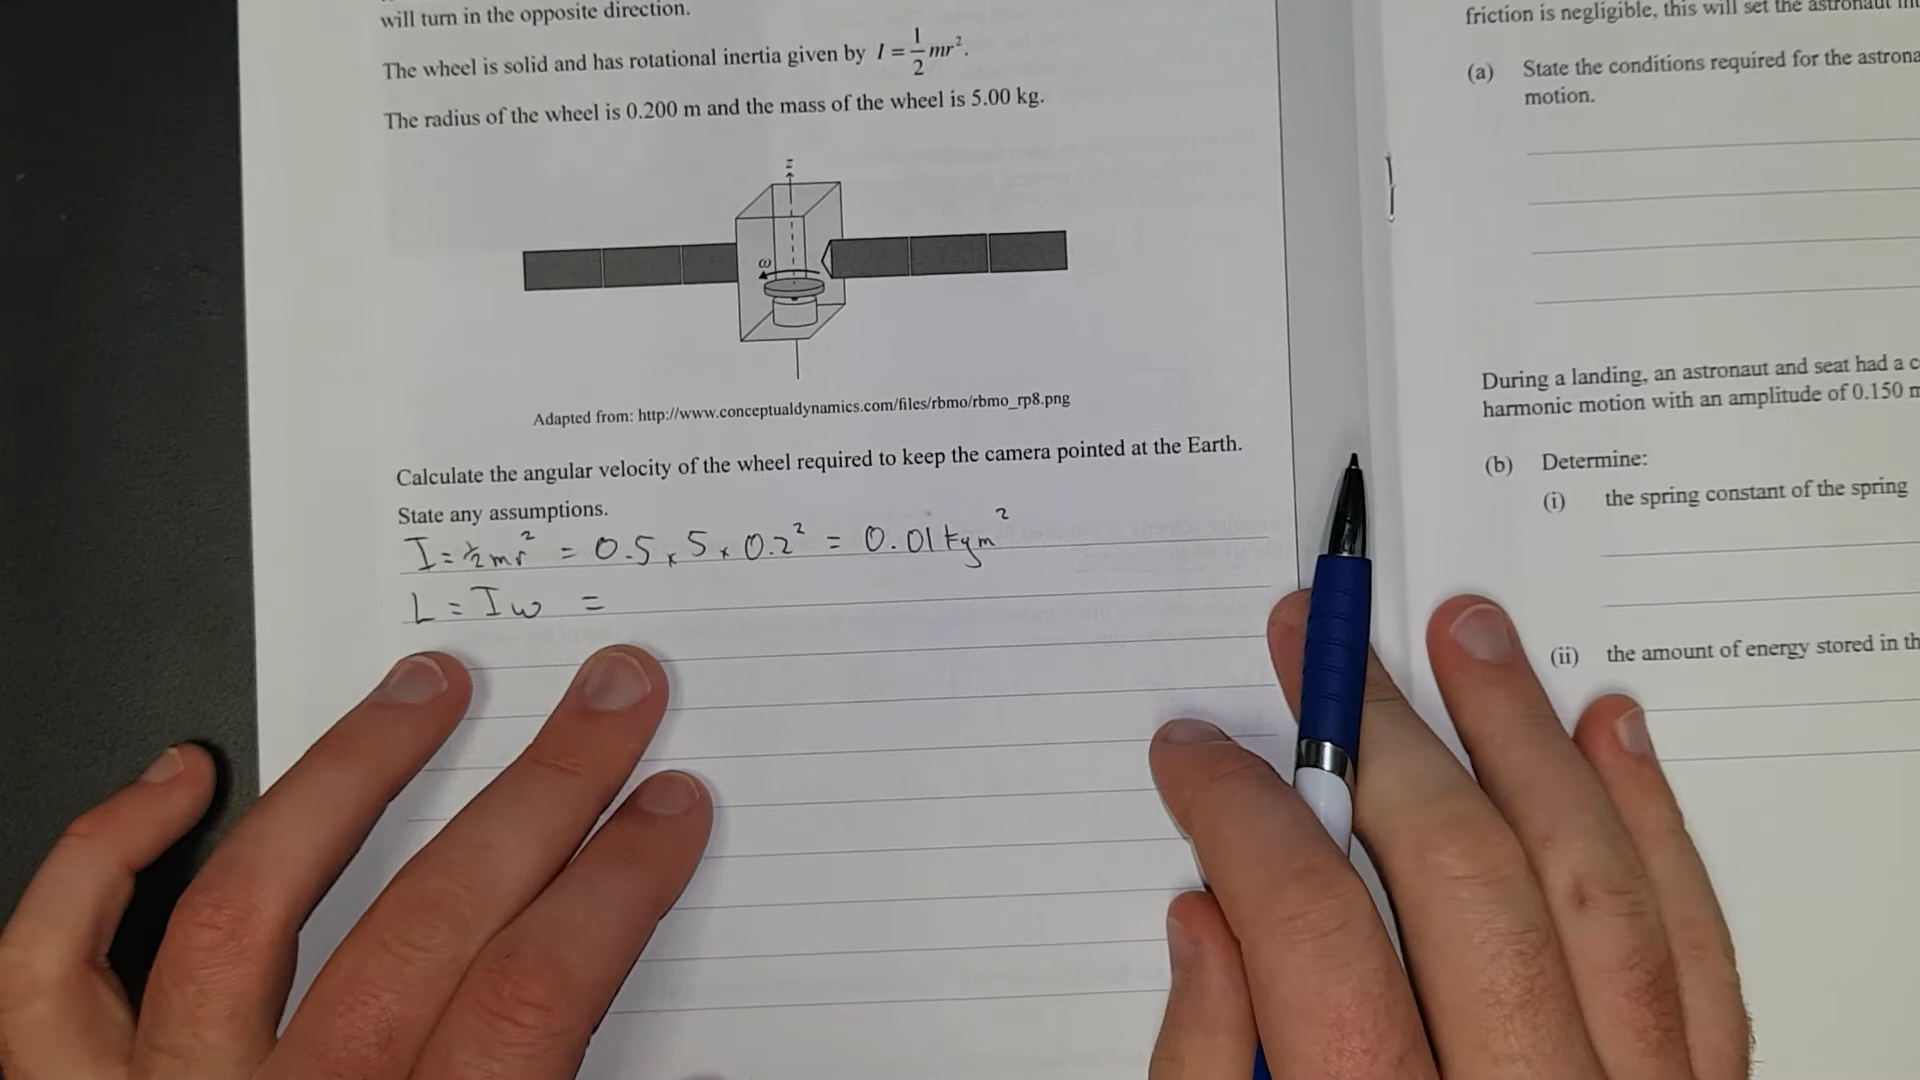 will turn in the opposite direction.
The wheel is solid and has rotational inertia given by I = 1/2 mr².
The radius of the wheel is 0.200 m and the mass of the wheel is 5.00 kg.
z
ω
Adapted from: http://www.conceptualdynamics.com/files/rbmo/rbmo_rp8.png
Calculate the angular velocity of the wheel required to keep the camera pointed at the Earth.
State any assumptions.
I = ½mr² = 0.5 × 5 × 0.2² = 0.01 kgm²
L = Iω =
friction is negligible, this will set the astronaut
(a) State the conditions required for the
motion.
During a landing, an astronaut and seat had a
harmonic motion with an amplitude of 0.150
(b) Determine:
(i) the spring constant of the spring
(ii) the amount of energy stored in